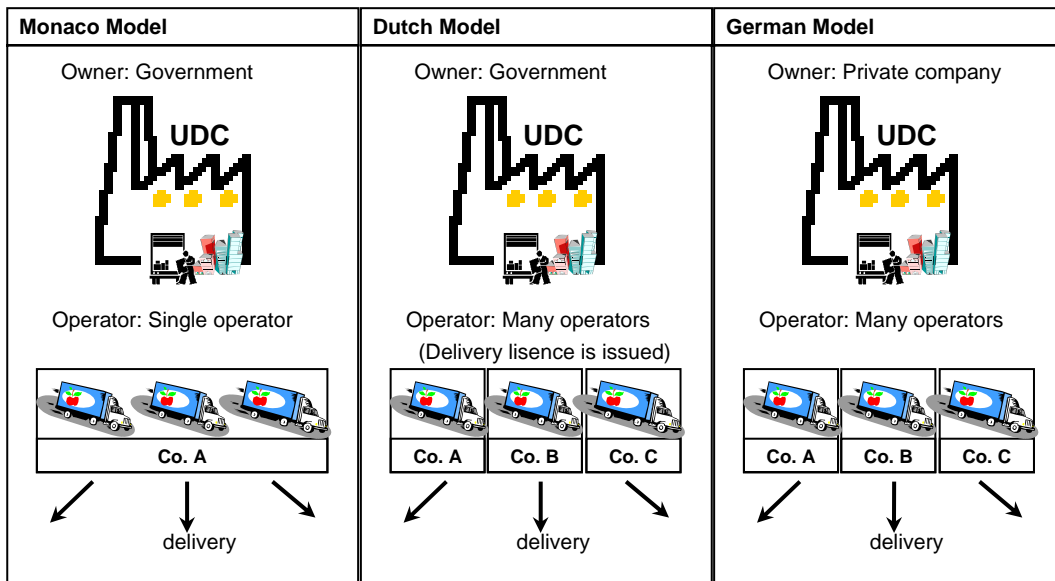 Monaco Model
Owner: Government
UDC
Operator: Single operator
Co. A
delivery
Dutch Model
Owner: Government
UDC
Operator: Many operators
(Delivery lisence is issued)
Co. A
Co. B
Co. C
delivery
German Model
Owner: Private company
UDC
Operator: Many operators
Co. A
Co. B
Co. C
delivery